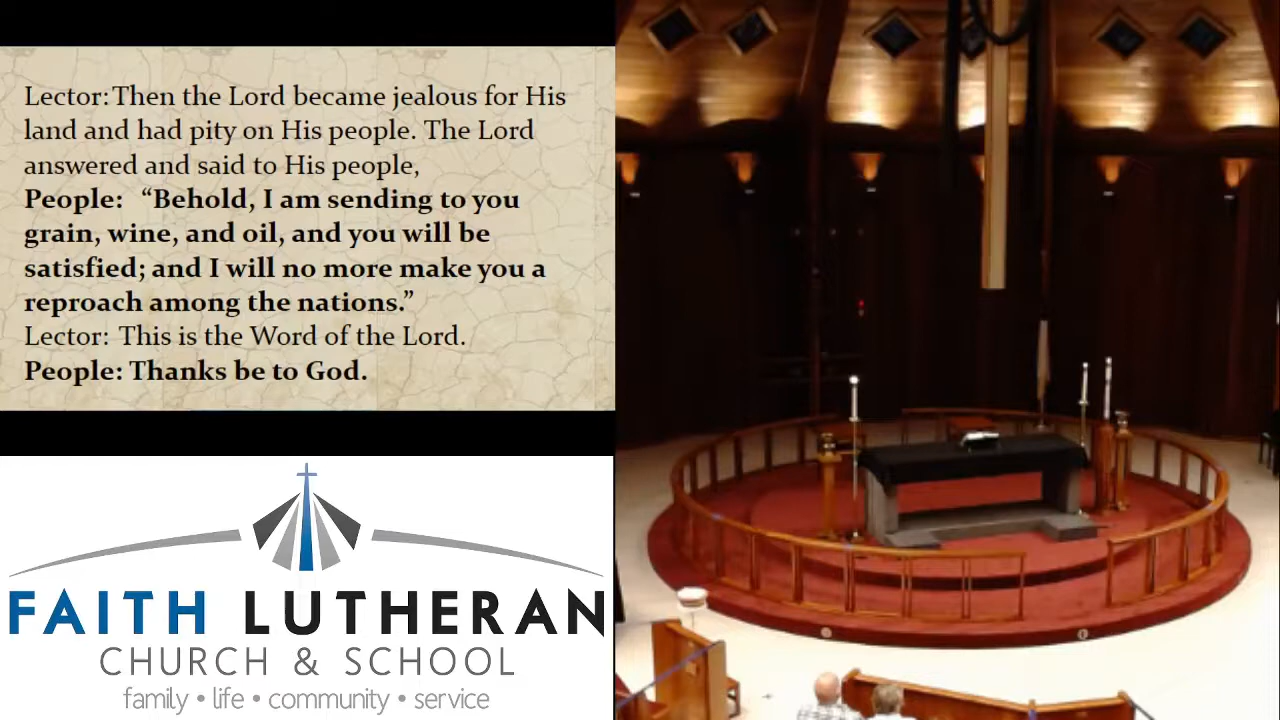 Lector: Then the Lord became jealous for His
land and had pity on His people. The Lord
answered and said to His people,
People: “Behold, I am sending to you
grain, wine, and oil, and you will be
satisfied; and I will no more make you a
reproach among the nations.”
Lector: This is the Word of the Lord.
People: Thanks be to God.
FAITH LUTHERAN
CHURCH & SCHOOL
family • life • community • service